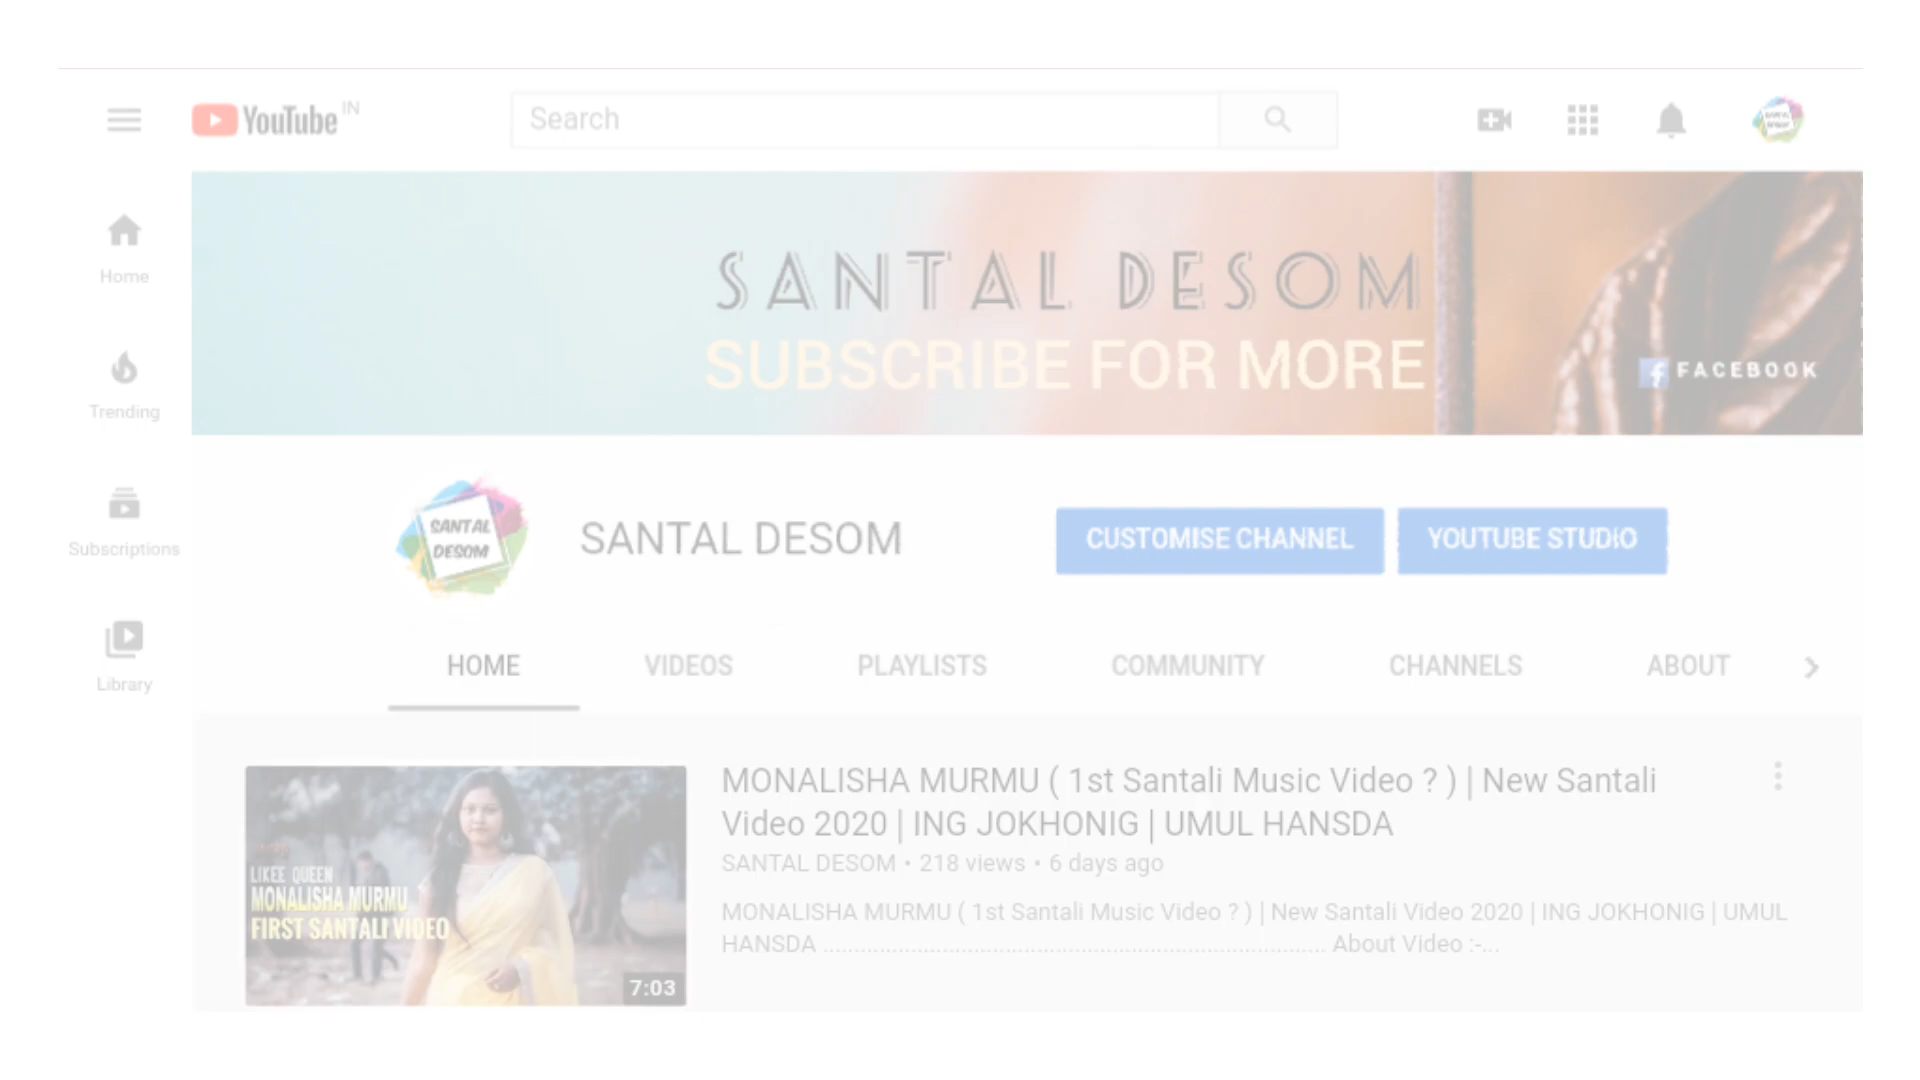 YouTube IN
Search
Home
Trending
Subscriptions
Library
SANTAL DESOM
SUBSCRIBE FOR MORE
FACEBOOK
SANTAL
DESOM
SANTAL DESOM
CUSTOMISE CHANNEL
YOUTUBE STUDIO
HOME
VIDEOS
PLAYLISTS
COMMUNITY
CHANNELS
ABOUT
LIKEE QUEEN
MONALISHA MURMU
FIRST SANTALI VIDEO
7:03
MONALISHA MURMU ( 1st Santali Music Video ? ) | New Santali
Video 2020 | ING JOKHONIG | UMUL HANSDA
SANTAL DESOM • 218 views • 6 days ago
MONALISHA MURMU ( 1st Santali Music Video ? ) | New Santali Video 2020 | ING JOKHONIG | UMUL
HANSDA ................................................................................... About Video :-...